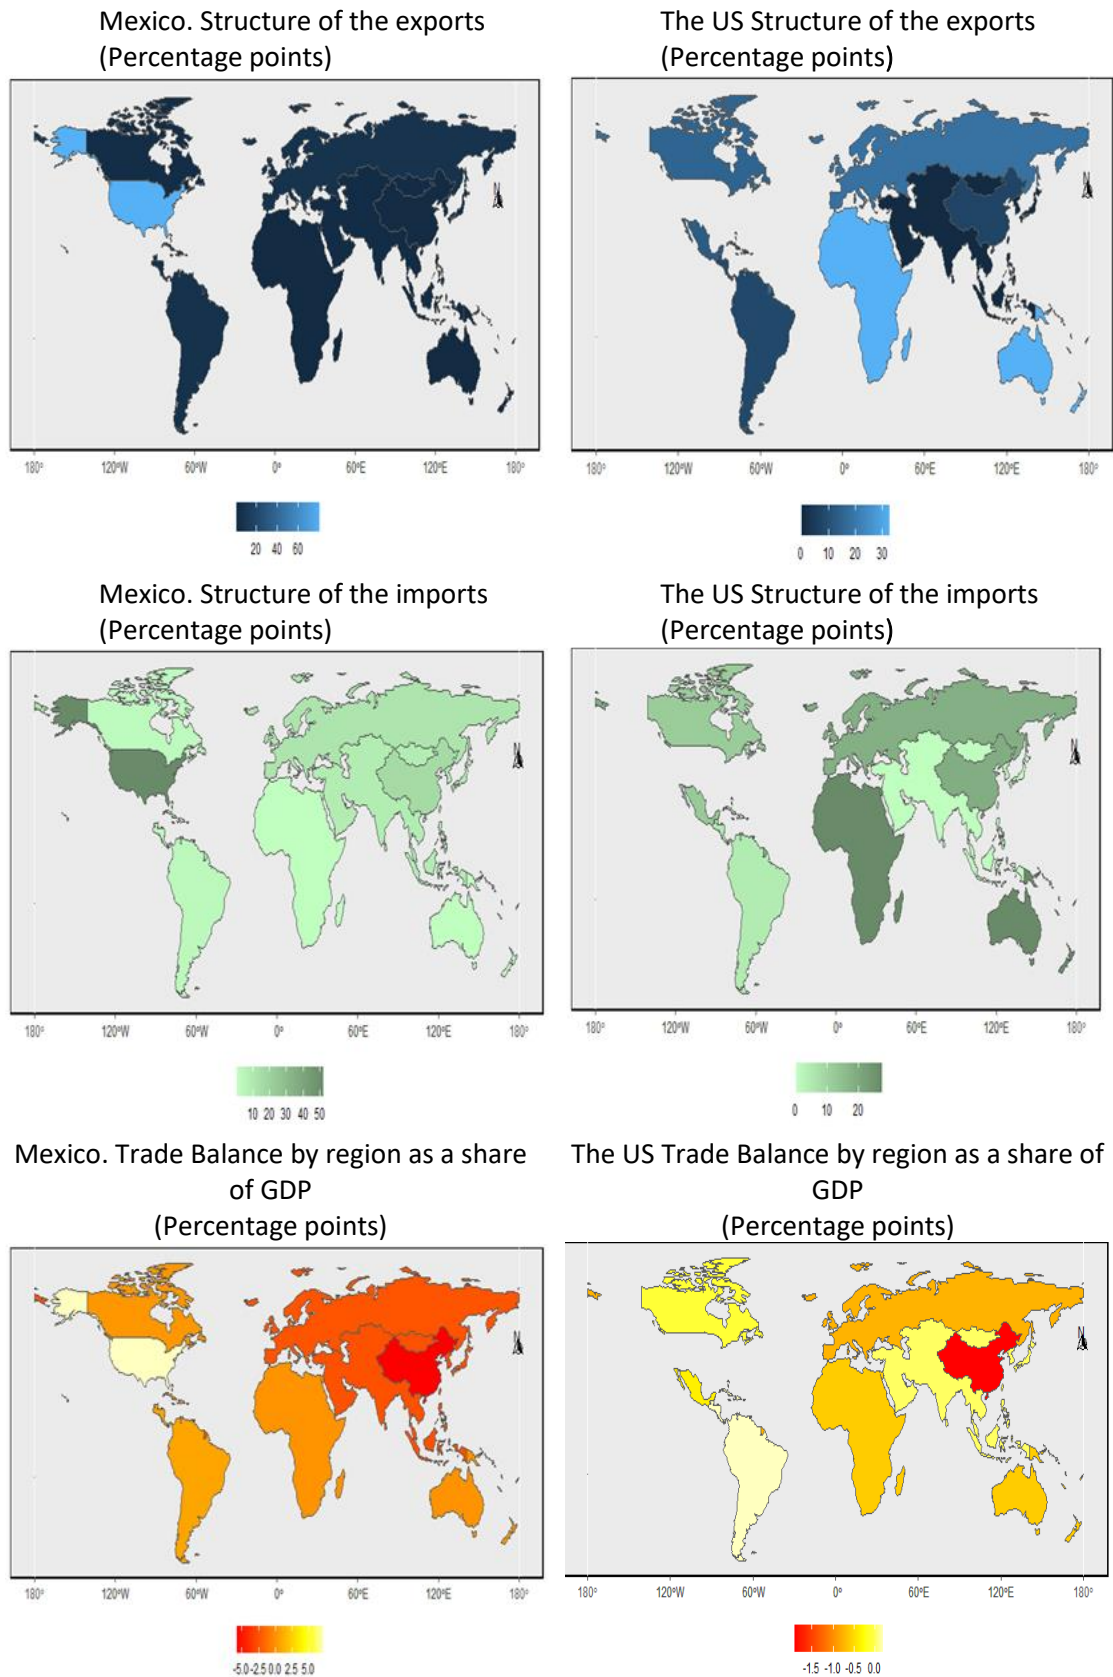 Mexico. Structure of the exports
(Percentage points)
The US Structure of the exports
(Percentage points)
N
N
180° 120°W 60°W 0° 60°E 120°E 180°
180° 120°W 60°W 0° 60°E 120°E 180°
20 40 60
0 10 20 30
Mexico. Structure of the imports
(Percentage points)
The US Structure of the imports
(Percentage points)
N
N
180° 120°W 60°W 0° 60°E 120°E 180°
180° 120°W 60°W 0° 60°E 120°E 180°
10 20 30 40 50
0 10 20
Mexico. Trade Balance by region as a share
of GDP
(Percentage points)
The US Trade Balance by region as a share of
GDP
(Percentage points)
N
N
180° 120°W 60°W 0° 60°E 120°E 180°
180° 120°W 60°W 0° 60°E 120°E 180°
-5.0 -2.5 0.0 2.5 5.0
-1.5 -1.0 -0.5 0.0